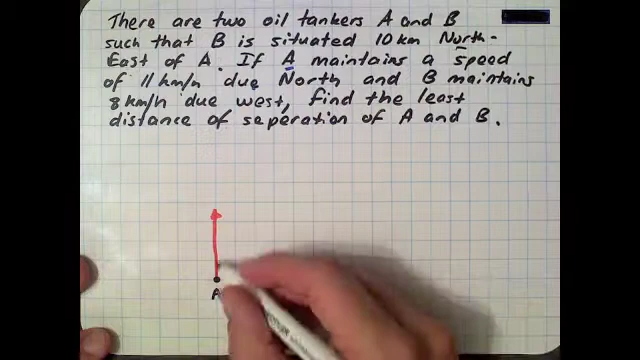 There are two oil tankers A and B
such that B is situated 10 km North-
East of A. If A maintains a speed
of 11 km/h due North and B maintains
8 km/h due west, find the least
distance of seperation of A and B.
A